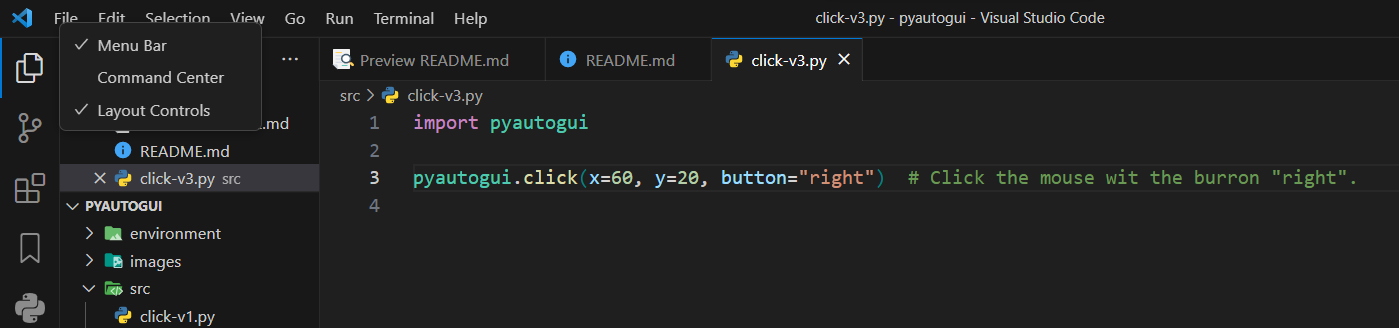 File Edit Selection View Go Run Terminal Help
click-v3.py - pyautogui - Visual Studio Code
Menu Bar
Command Center
Layout Controls
.md
README.md
click-v3.py src
PYAUTOGUI
environment
images
src
click-v1.py
Preview README.md
README.md
click-v3.py
src > click-v3.py
1 import pyautogui
2
3 pyautogui.click(x=60, y=20, button="right")  # Click the mouse wit the burron "right".
4